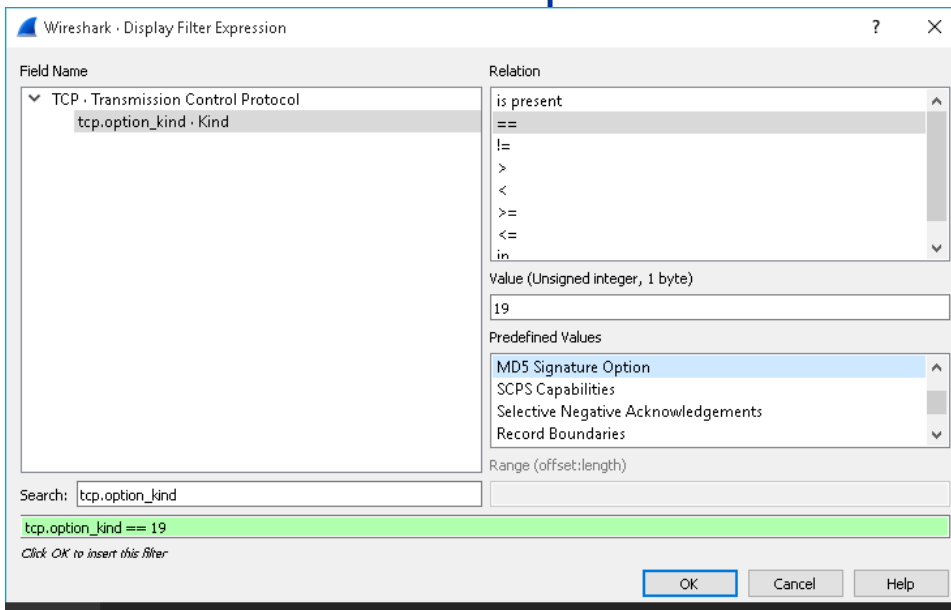 Wireshark · Display Filter Expression
?
Field Name
TCP · Transmission Control Protocol
tcp.option_kind · Kind
Search: tcp.option_kind
Relation
is present
==
!=
>
<
>=
<=
in
Value (Unsigned integer, 1 byte)
19
Predefined Values
MD5 Signature Option
SCPS Capabilities
Selective Negative Acknowledgements
Record Boundaries
Range (offset:length)
tcp.option_kind == 19
Click OK to insert this filter
OK Cancel Help